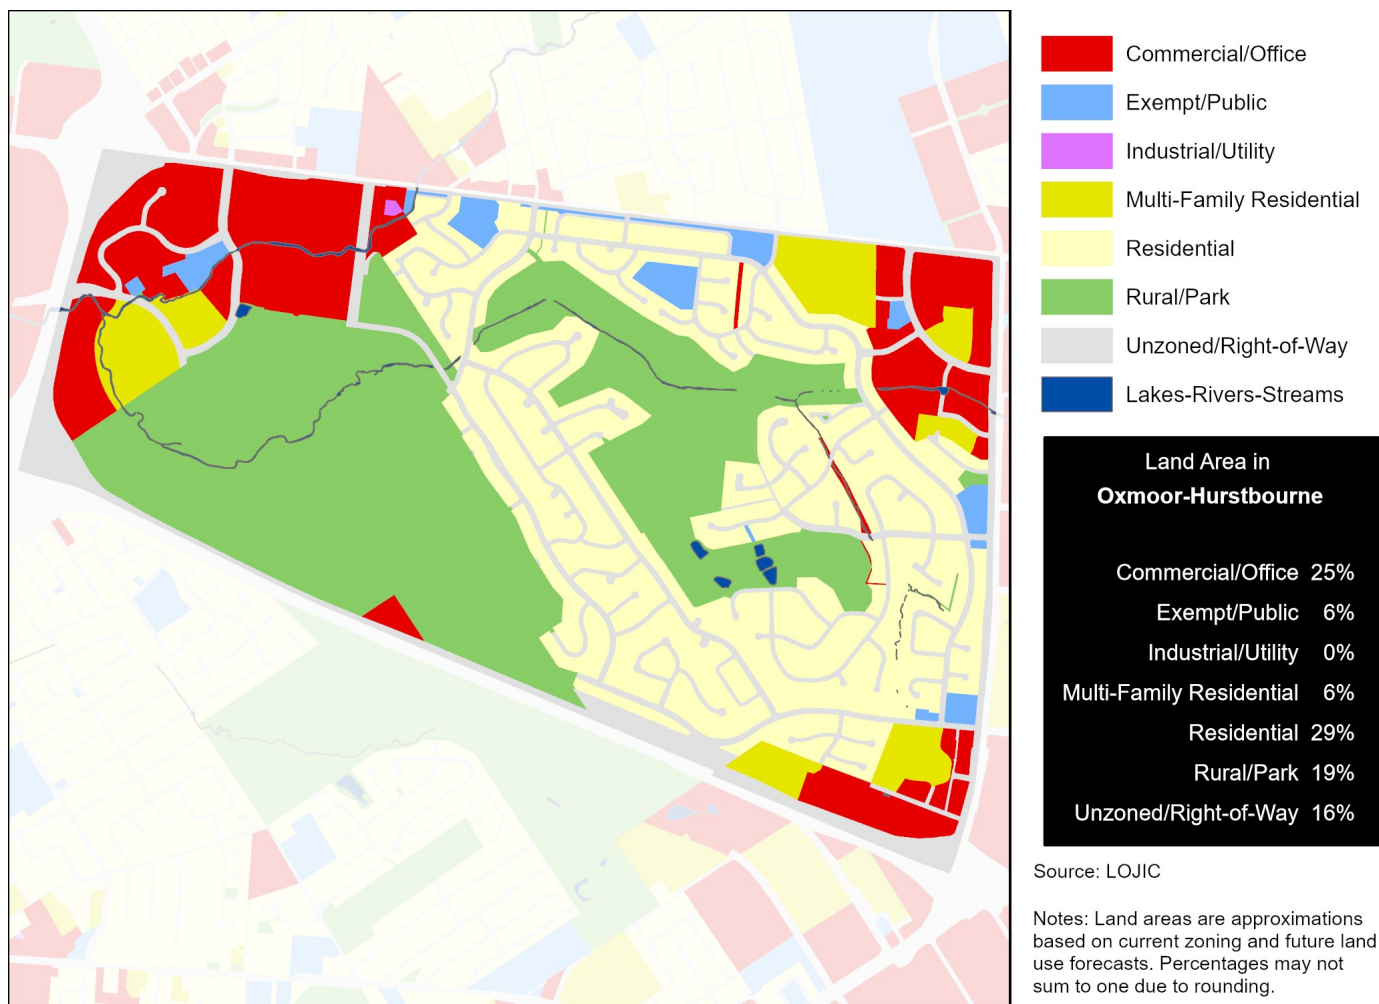 Commercial/Office
Exempt/Public
Industrial/Utility
Multi-Family Residential
Residential
Rural/Park
Unzoned/Right-of-Way
Lakes-Rivers-Streams
Land Area in
Oxmoor-Hurstbourne
Commercial/Office 25%
Exempt/Public 6%
Industrial/Utility 0%
Multi-Family Residential 6%
Residential 29%
Rural/Park 19%
Unzoned/Right-of-Way 16%
Source: LOJIC
Notes: Land areas are approximations
based on current zoning and future land
use forecasts. Percentages may not
sum to one due to rounding.